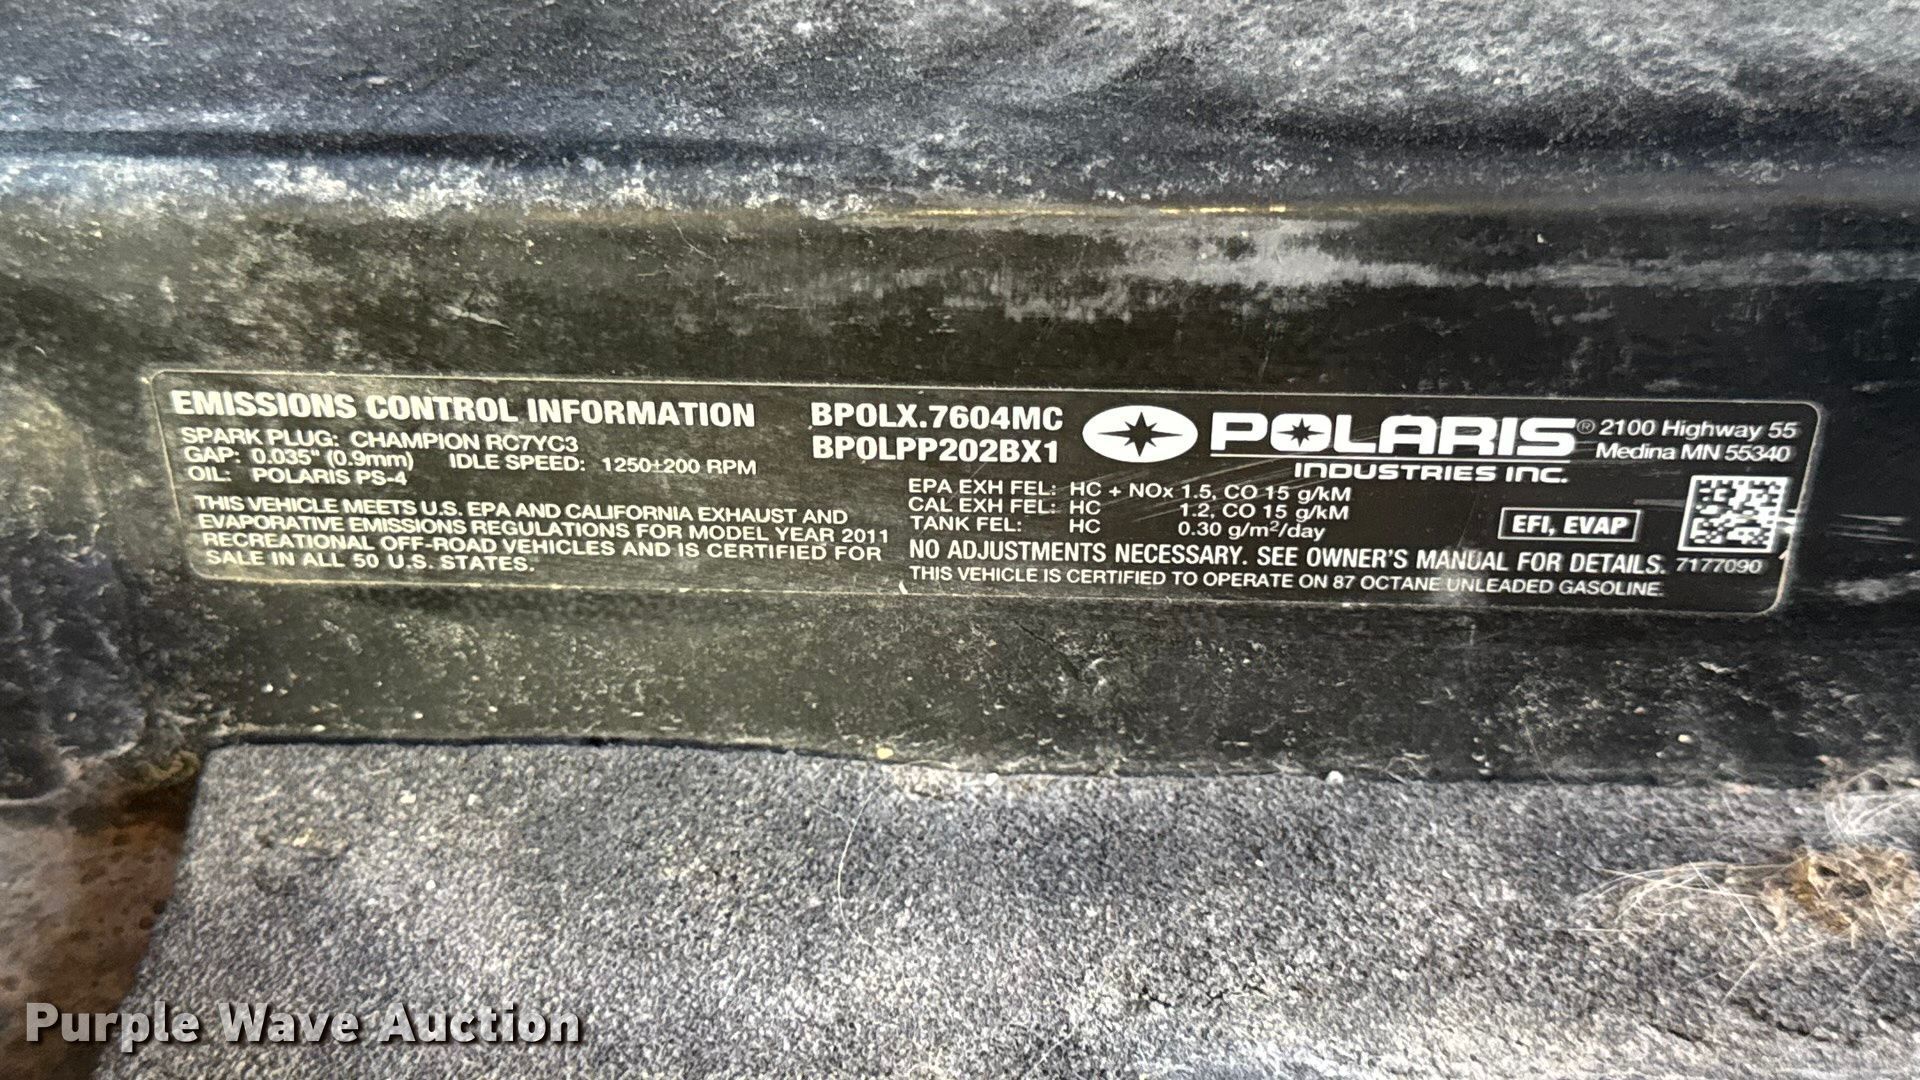 EMISSIONS CONTROL INFORMATION
SPARK PLUG: CHAMPION RC7YC3
GAP: 0.035" (0.9mm) IDLE SPEED: 1250±200 RPM
OIL: POLARIS PS-4
THIS VEHICLE MEETS U.S. EPA AND CALIFORNIA EXHAUST AND
EVAPORATIVE EMISSIONS REGULATIONS FOR MODEL YEAR 2011
RECREATIONAL OFF-ROAD VEHICLES AND IS CERTIFIED FOR
SALE IN ALL 50 U.S. STATES.
BPOLX.7604MC
BPOLPP202BX1
POLARIS®
INDUSTRIES INC.
2100 Highway 55
Medina MN 55340
EPA EXH FEL: HC + NOx 1.5, CO 15 g/kM
CAL EXH FEL: HC 1.2, CO 15 g/kM
TANK FEL: HC 0.30 g/m²/day
EFI, EVAP
NO ADJUSTMENTS NECESSARY. SEE OWNER'S MANUAL FOR DETAILS. 7177090
THIS VEHICLE IS CERTIFIED TO OPERATE ON 87 OCTANE UNLEADED GASOLINE.
Purple Wave Auction